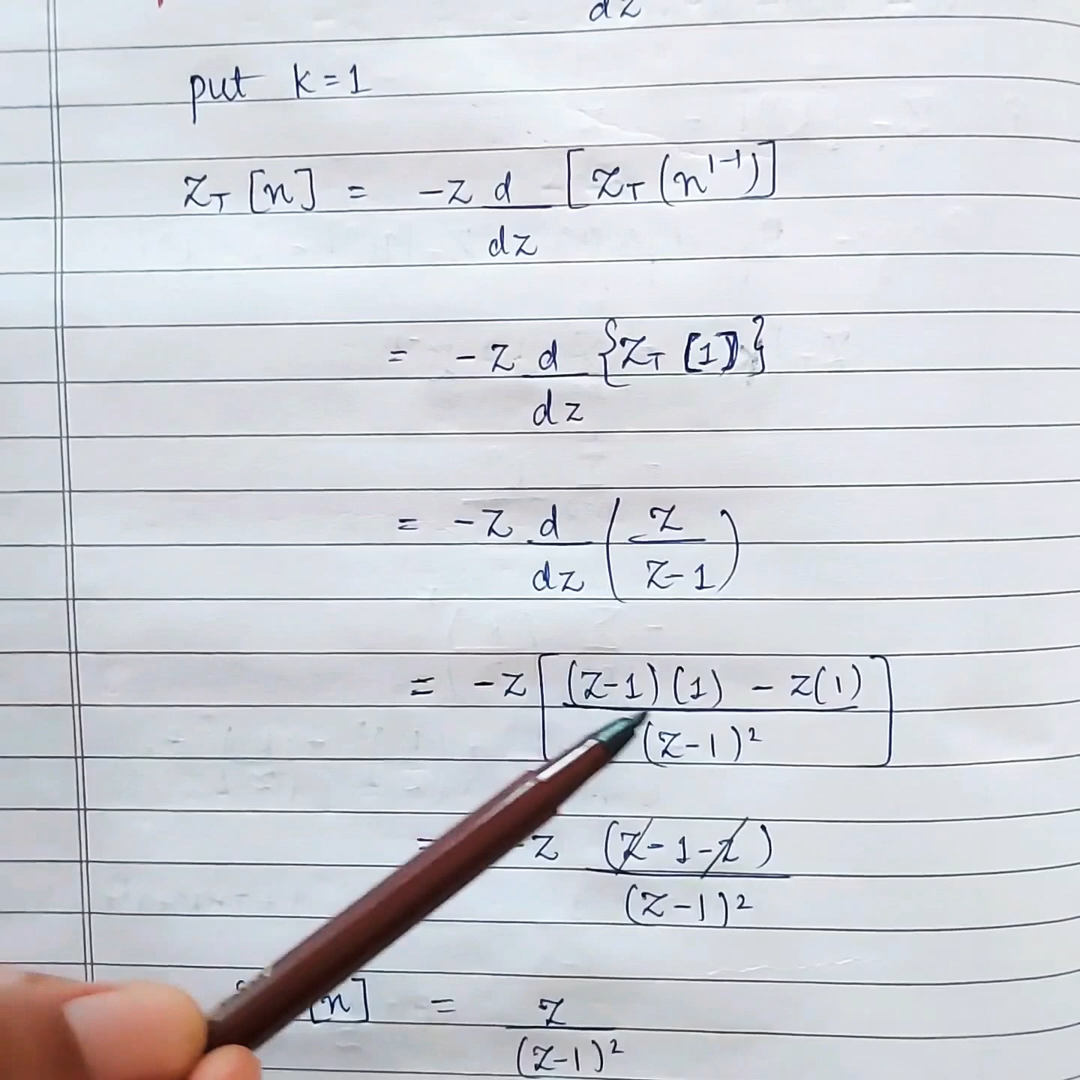 dz
put k=1
Z_T [n] = -z d/dz [Z_T (n^{1-1})]
= -z d/dz {Z_T [1]}
= -z d/dz (z/(z-1))
= -z [((z-1)(1) - z(1))/(z-1)²]
= z (z-1-z)/(z-1)²
[n] = z/(z-1)²